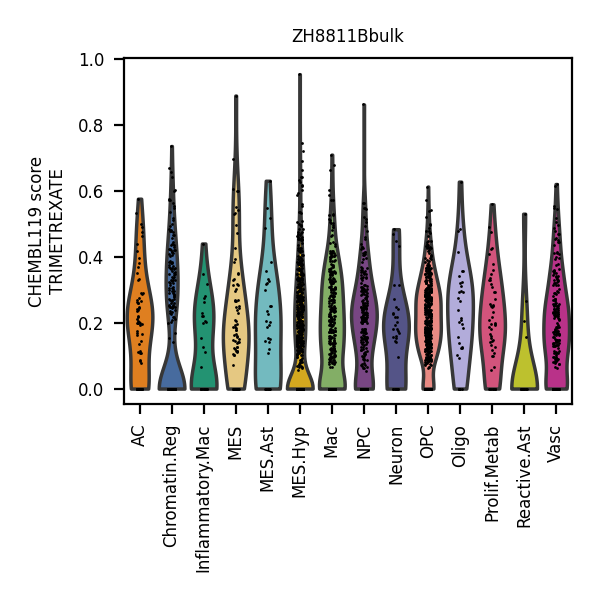 ZH8811Bbulk
CHEMBL119 score
TRIMETREXATE
1.0
0.8
0.6
0.4
0.2
0.0
AC
Chromatin.Reg
Inflammatory.Mac
MES
MES.Ast
MES.Hyp
Mac
NPC
Neuron
OPC
Oligo
Prolif.Metab
Reactive.Ast
Vasc